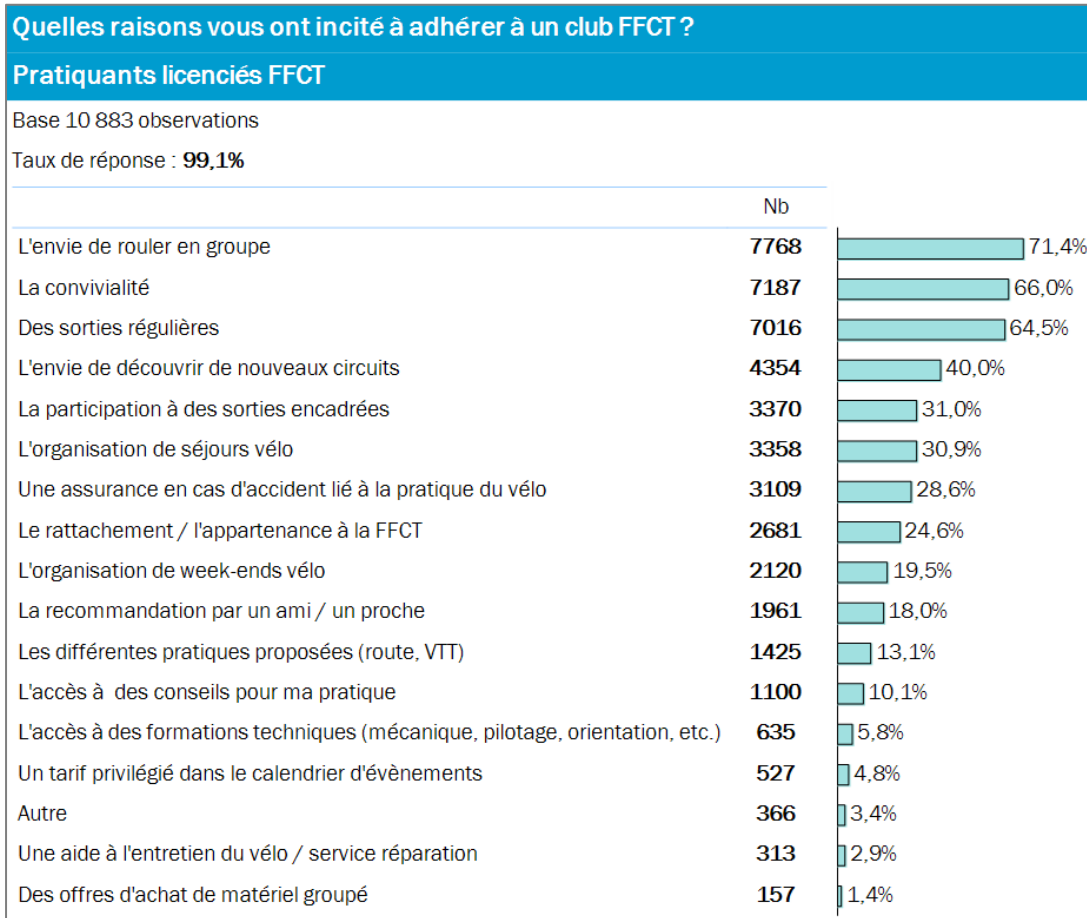 Quelles raisons vous ont incité à adhérer à un club FFCT ?
Pratiquants licenciés FFCT
Base 10 883 observations
Taux de réponse : 99,1%
Nb
L'envie de rouler en groupe 7768 71,4%
La convivialité 7187 66,0%
Des sorties régulières 7016 64,5%
L'envie de découvrir de nouveaux circuits 4354 40,0%
La participation à des sorties encadrées 3370 31,0%
L'organisation de séjours vélo 3358 30,9%
Une assurance en cas d'accident lié à la pratique du vélo 3109 28,6%
Le rattachement / l'appartenance à la FFCT 2681 24,6%
L'organisation de week-ends vélo 2120 19,5%
La recommandation par un ami / un proche 1961 18,0%
Les différentes pratiques proposées (route, VTT) 1425 13,1%
L'accès à des conseils pour ma pratique 1100 10,1%
L'accès à des formations techniques (mécanique, pilotage, orientation, etc.) 635 5,8%
Un tarif privilégié dans le calendrier d'évènements 527 4,8%
Autre 366 3,4%
Une aide à l'entretien du vélo / service réparation 313 2,9%
Des offres d'achat de matériel groupé 157 1,4%